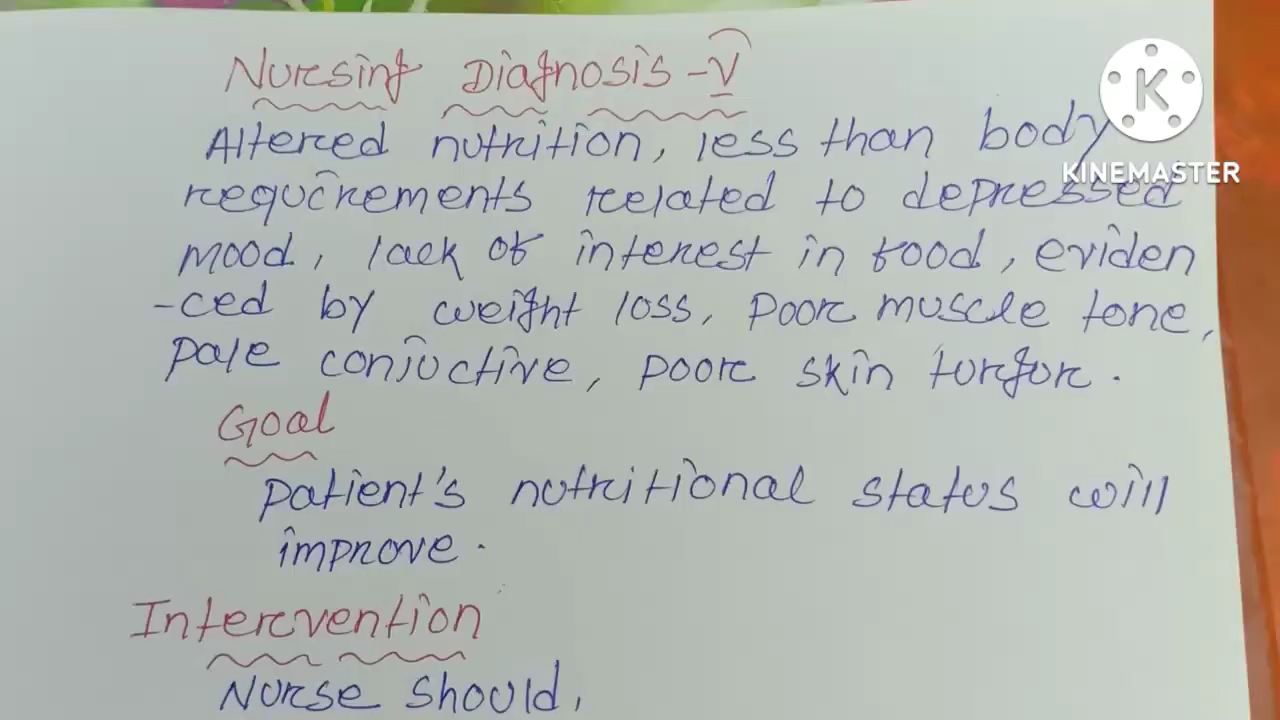 Nursing Diagnosis-V
Altered nutrition, less than body
requirements related to depressed
mood, lack of interest in food, eviden
-ced by weight loss, poor muscle tone,
pale conjuctive, poor skin turgor.
Goal
patient's nutritional status will
improve.
Intervention
Nurse should,
K
KINEMASTER